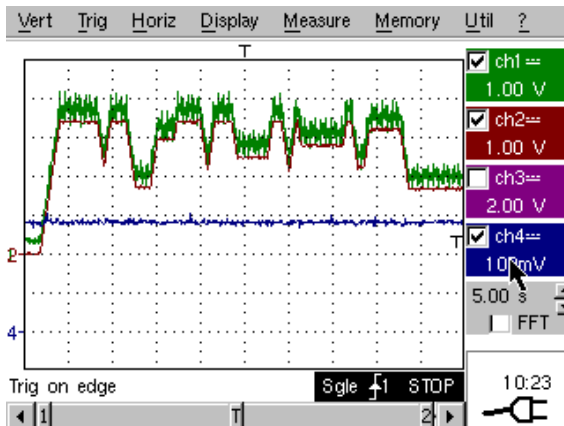 Vert Trig Horiz Display Measure Memory Util ?
T
ch1
1.00 V
ch2
1.00 V
ch3
2.00 V
T
ch4
100mV
2
5.00 s
FFT
4
Trig on edge
Sgle 1 STOP
10:23
1 T 2